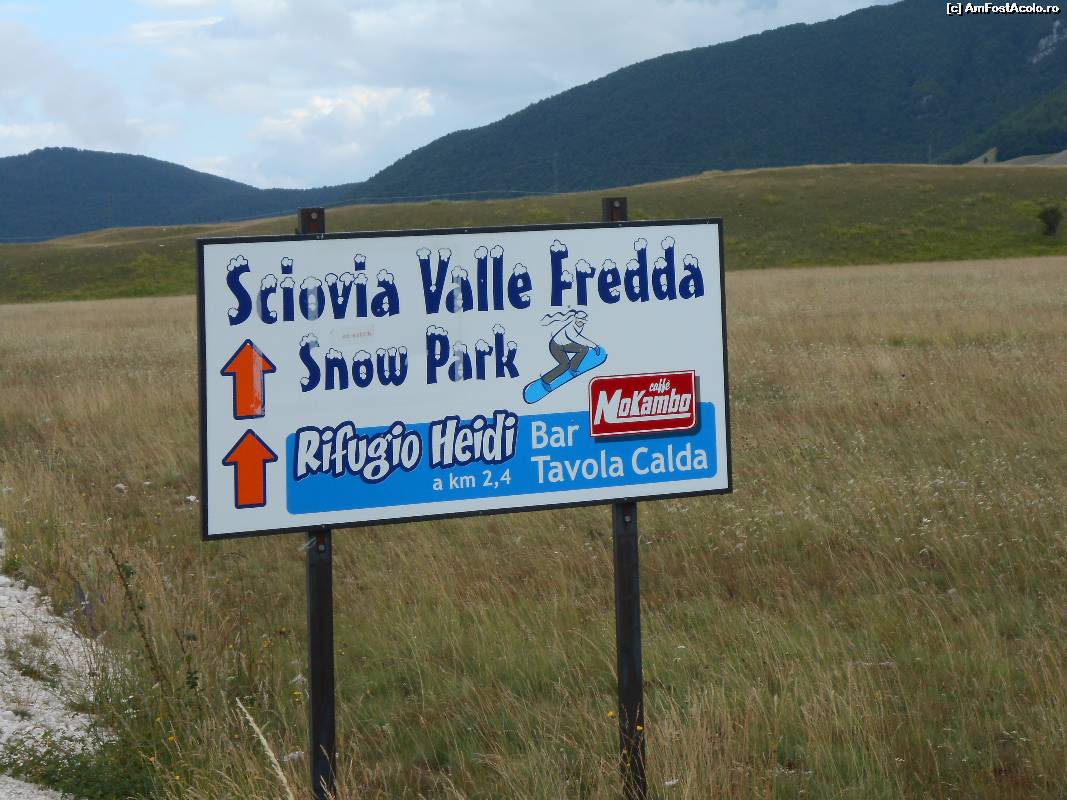 [c] AmFostAcolo.ro
Sciovia Valle Fredda
Snow Park
caffè
MoKambo
Rifugio Heidi
a km 2,4
Bar
Tavola Calda